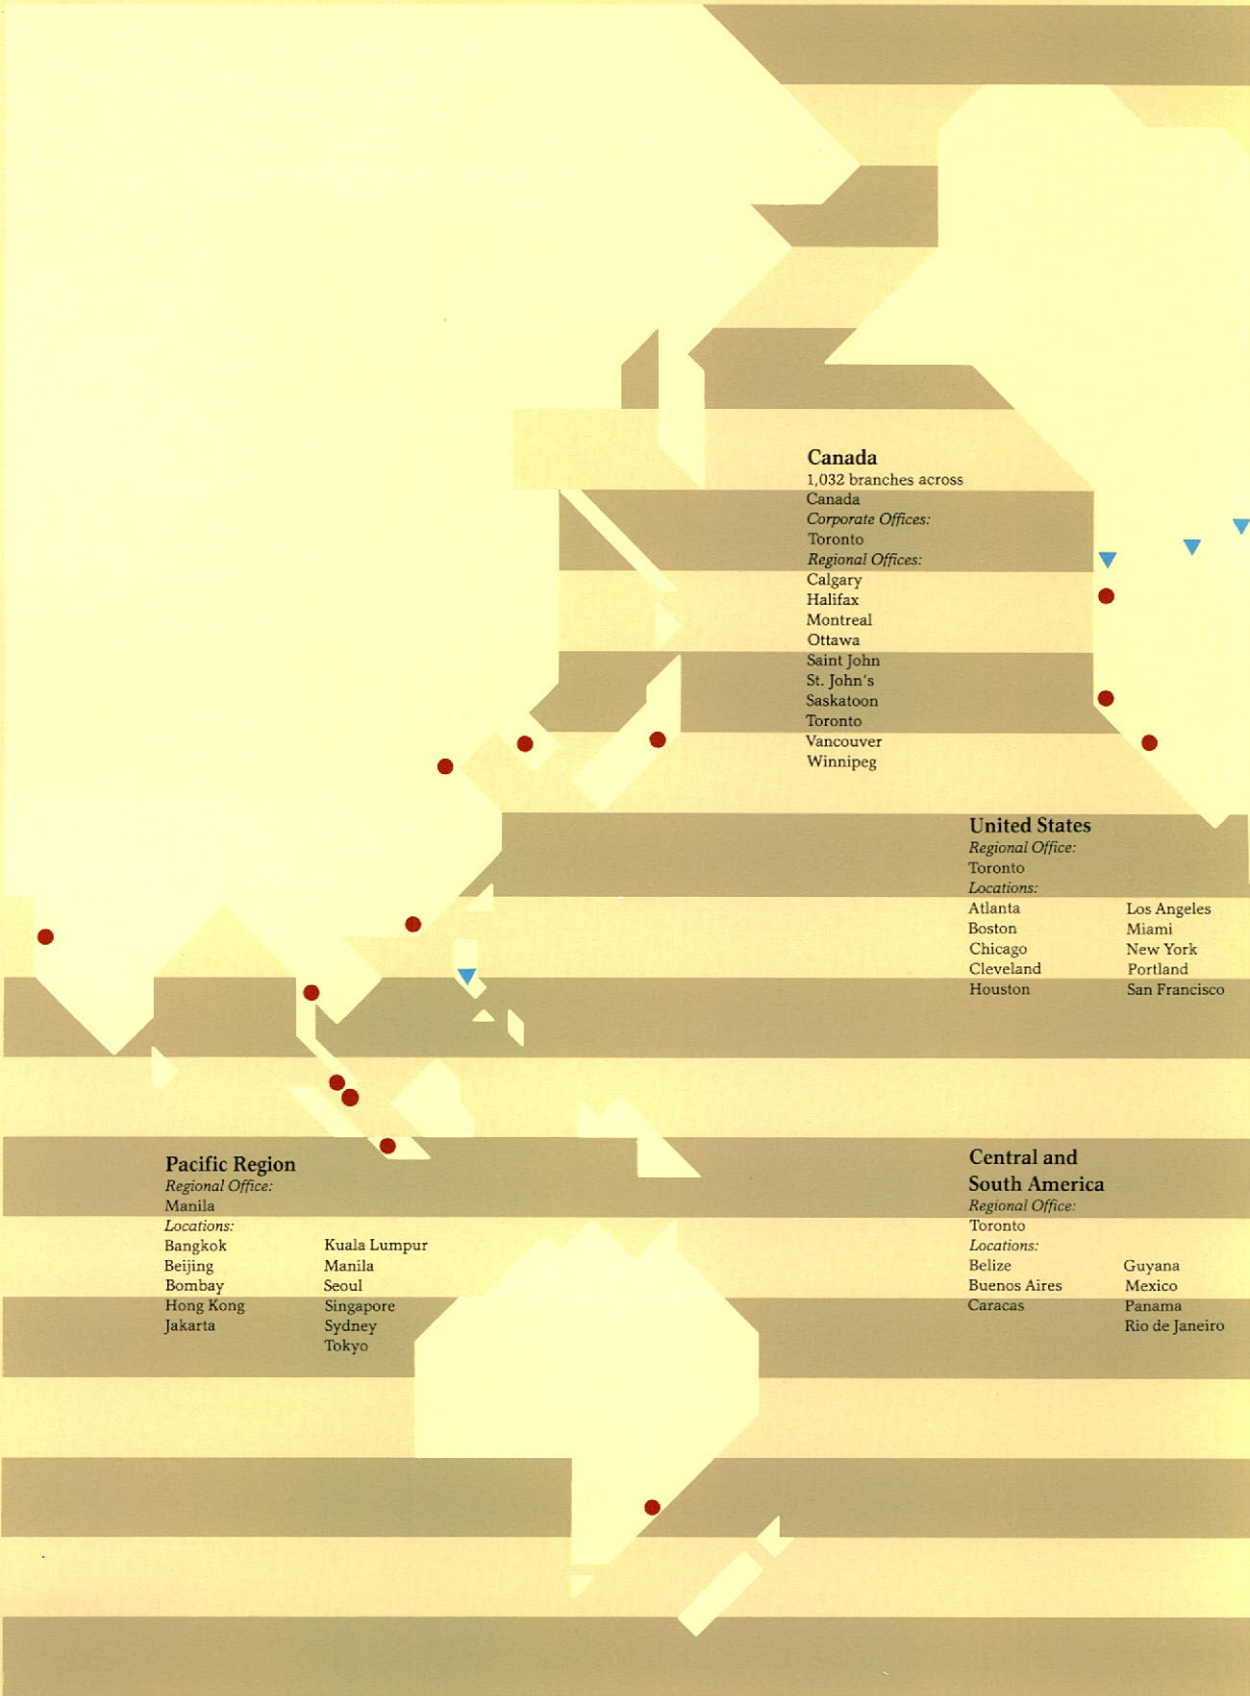 Canada
1,032 branches across
Canada
Corporate Offices:
Toronto
Regional Offices:
Calgary
Halifax
Montreal
Ottawa
Saint John
St. John's
Saskatoon
Toronto
Vancouver
Winnipeg
United States
Regional Office:
Toronto
Locations:
Atlanta
Boston
Chicago
Cleveland
Houston
Los Angeles
Miami
New York
Portland
San Francisco
Pacific Region
Regional Office:
Manila
Locations:
Bangkok
Beijing
Bombay
Hong Kong
Jakarta
Kuala Lumpur
Manila
Seoul
Singapore
Sydney
Tokyo
Central and
South America
Regional Office:
Toronto
Locations:
Belize
Buenos Aires
Caracas
Guyana
Mexico
Panama
Rio de Janeiro